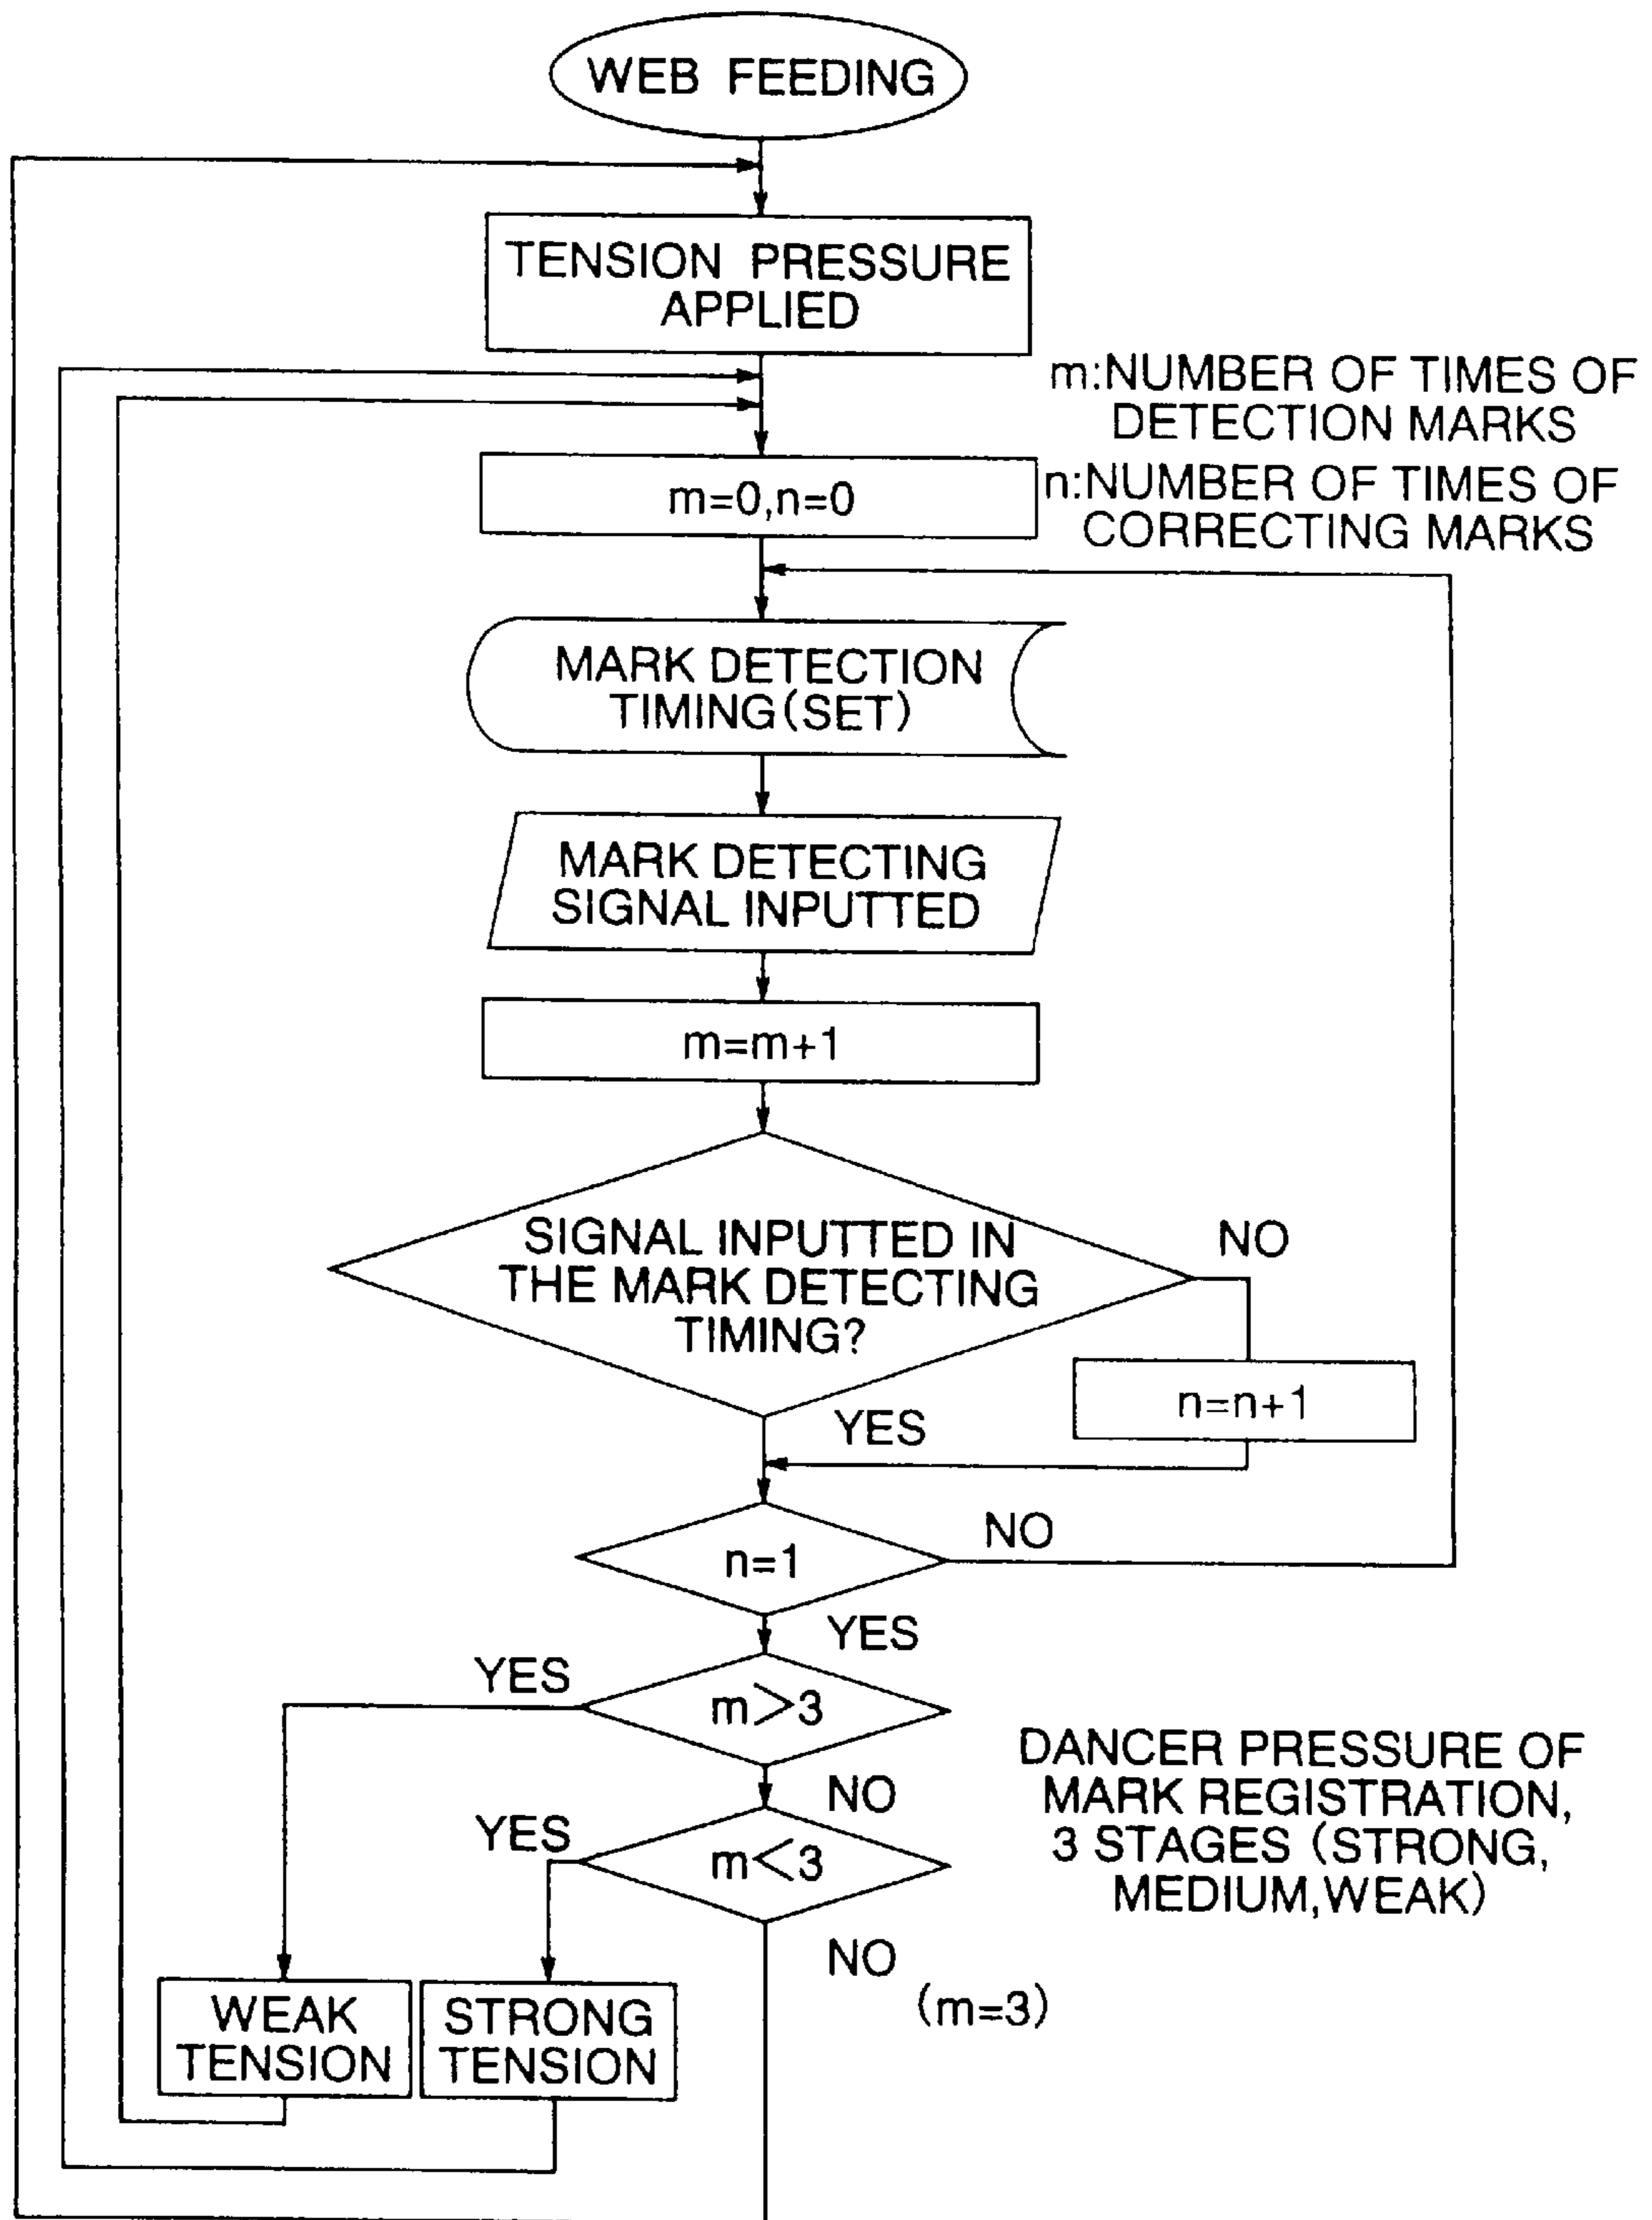 WEB FEEDING
TENSION PRESSURE
APPLIED
m:NUMBER OF TIMES OF
DETECTION MARKS
m=0,n=0
n:NUMBER OF TIMES OF
CORRECTING MARKS
MARK DETECTION
TIMING(SET)
MARK DETECTING
SIGNAL INPUTTED
m=m+1
SIGNAL INPUTTED IN
THE MARK DETECTING
TIMING?
NO
n=n+1
YES
n=1
NO
YES
m>3
YES
NO
m<3
YES
DANCER PRESSURE OF
MARK REGISTRATION,
3 STAGES (STRONG,
MEDIUM,WEAK)
NO
(m=3)
WEAK
TENSION
STRONG
TENSION